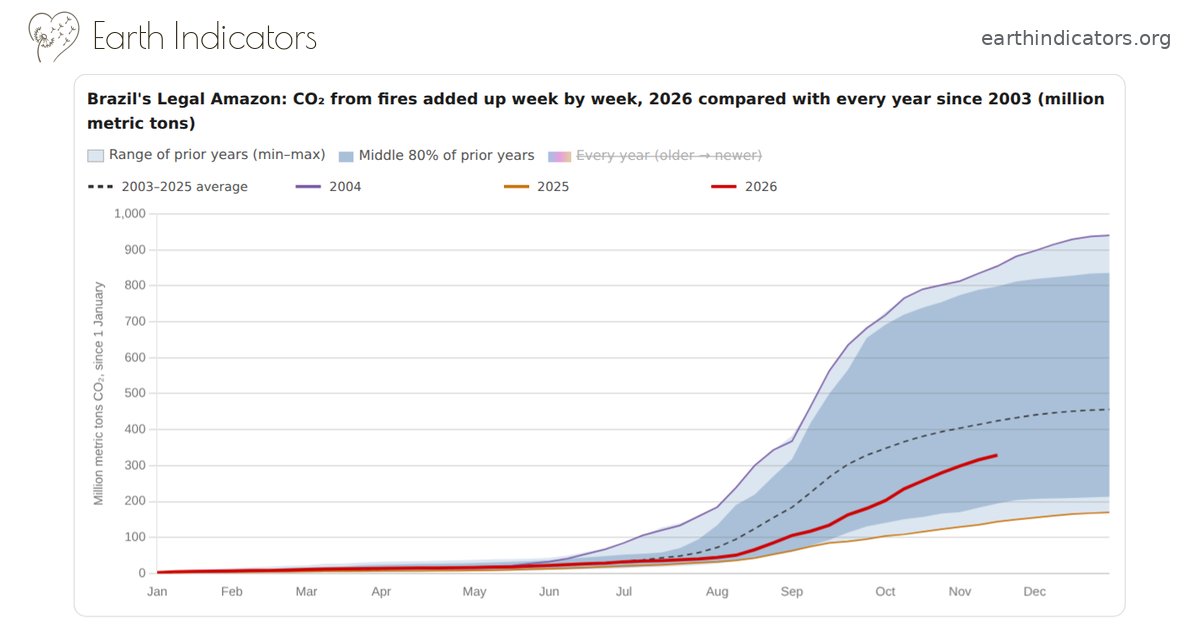 Earth Indicators
earthindicators.org
Brazil's Legal Amazon: CO₂ from fires added up week by week, 2026 compared with every year since 2003 (million
metric tons)
Range of prior years (min–max) Middle 80% of prior years Every year (older → newer)
2003–2025 average 2004 2025 2026
Million metric tons CO₂, since 1 January
1,000
900
800
700
600
500
400
300
200
100
0
Jan Feb Mar Apr May Jun Jul Aug Sep Oct Nov Dec